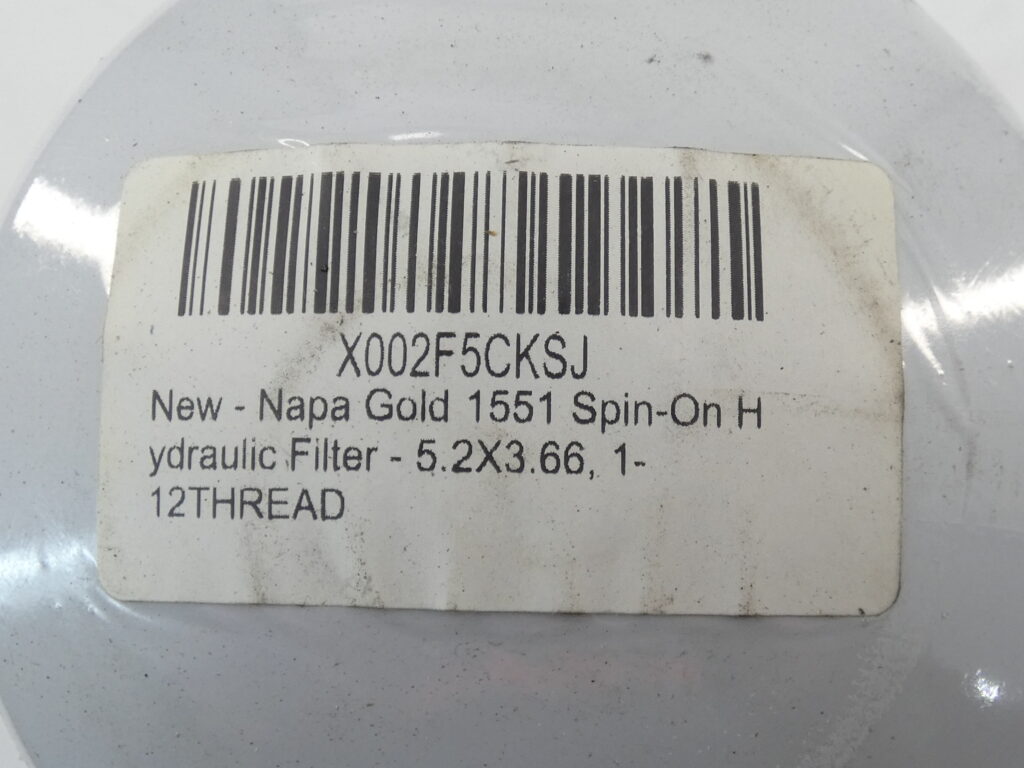 X002F5CKSJ
New - Napa Gold 1551 Spin-On H
ydraulic Filter - 5.2X3.66, 1-
12THREAD